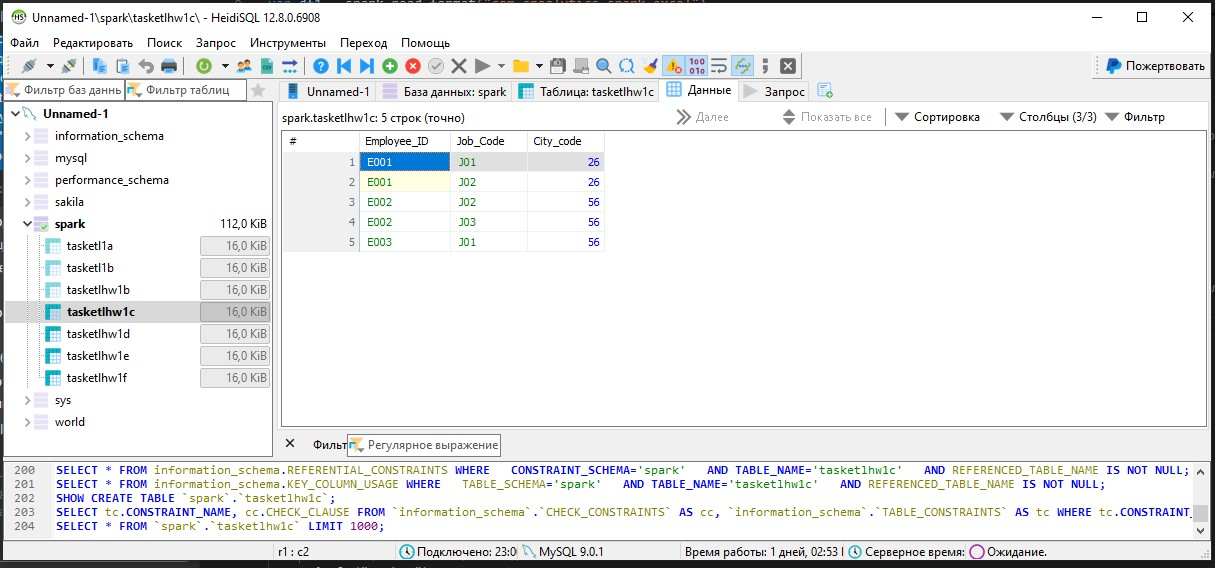 Unnamed-1\spark\tasketlhw1c\ - HeidiSQL 12.8.0.6908
Файл Редактировать Поиск Запрос Инструменты Переход Помощь
Пожертвовать
Фильтр баз даннь Фильтр таблиц
Unnamed-1 База данных: spark Таблица: tasketlhw1c Данные Запрос
Unnamed-1
information_schema
mysql
performance_schema
sakila
spark 112,0 KiB
tasketl1a 16,0 KiB
tasketl1b 16,0 KiB
tasketlhw1b 16,0 KiB
tasketlhw1c 16,0 KiB
tasketlhw1d 16,0 KiB
tasketlhw1e 16,0 KiB
tasketlhw1f 16,0 KiB
sys
world
spark.tasketlhw1c: 5 строк (точно) Далее Показать все Сортировка Столбцы (3/3) Фильтр
# Employee_ID Job_Code City_code
1 E001 J01 26
2 E001 J02 26
3 E002 J02 56
4 E002 J03 56
5 E003 J01 56
Фильт Регулярное выражение
200 SELECT * FROM information_schema.REFERENTIAL_CONSTRAINTS WHERE CONSTRAINT_SCHEMA='spark' AND TABLE_NAME='tasketlhw1c' AND REFERENCED_TABLE_NAME IS NOT NULL;
201 SELECT * FROM information_schema.KEY_COLUMN_USAGE WHERE TABLE_SCHEMA='spark' AND TABLE_NAME='tasketlhw1c' AND REFERENCED_TABLE_NAME IS NOT NULL;
202 SHOW CREATE TABLE `spark`.`tasketlhw1c`;
203 SELECT tc.CONSTRAINT_NAME, cc.CHECK_CLAUSE FROM `information_schema`.`CHECK_CONSTRAINTS` AS cc, `information_schema`.`TABLE_CONSTRAINTS` AS tc WHERE tc.CONSTRAINT_
204 SELECT * FROM `spark`.`tasketlhw1c` LIMIT 1000;
r1 : c2 Подключено: 23:0 MySQL 9.0.1 Время работы: 1 дней, 02:53 Серверное время: Ожидание.